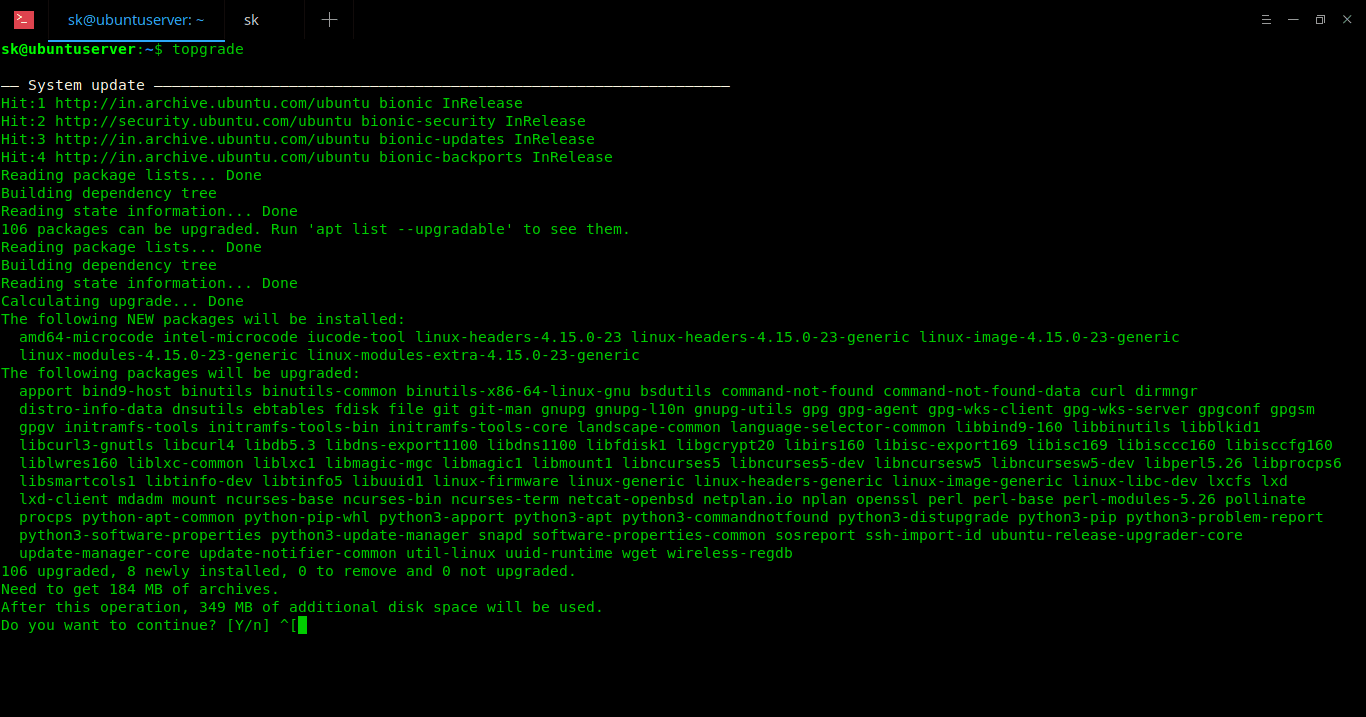 sk@ubuntuserver: ~ sk
sk@ubuntuserver:~$ topgrade
—— System update ————————————————————————————————————————————————————————————————
Hit:1 http://in.archive.ubuntu.com/ubuntu bionic InRelease
Hit:2 http://security.ubuntu.com/ubuntu bionic-security InRelease
Hit:3 http://in.archive.ubuntu.com/ubuntu bionic-updates InRelease
Hit:4 http://in.archive.ubuntu.com/ubuntu bionic-backports InRelease
Reading package lists... Done
Building dependency tree
Reading state information... Done
106 packages can be upgraded. Run 'apt list --upgradable' to see them.
Reading package lists... Done
Building dependency tree
Reading state information... Done
Calculating upgrade... Done
The following NEW packages will be installed:
  amd64-microcode intel-microcode iucode-tool linux-headers-4.15.0-23 linux-headers-4.15.0-23-generic linux-image-4.15.0-23-generic
  linux-modules-4.15.0-23-generic linux-modules-extra-4.15.0-23-generic
The following packages will be upgraded:
  apport bind9-host binutils binutils-common binutils-x86-64-linux-gnu bsdutils command-not-found command-not-found-data curl dirmngr
  distro-info-data dnsutils ebtables fdisk file git git-man gnupg gnupg-l10n gnupg-utils gpg gpg-agent gpg-wks-client gpg-wks-server gpgconf gpgsm
  gpgv initramfs-tools initramfs-tools-bin initramfs-tools-core landscape-common language-selector-common libbind9-160 libbinutils libblkid1
  libcurl3-gnutls libcurl4 libdb5.3 libdns-export1100 libdns1100 libfdisk1 libgcrypt20 libirs160 libisc-export169 libisc169 libisccc160 libisccfg160
  liblwres160 liblxc-common liblxc1 libmagic-mgc libmagic1 libmount1 libncurses5 libncurses5-dev libncursesw5 libncursesw5-dev libperl5.26 libprocps6
  libsmartcols1 libtinfo-dev libtinfo5 libuuid1 linux-firmware linux-generic linux-headers-generic linux-image-generic linux-libc-dev lxcfs lxd
  lxd-client mdadm mount ncurses-base ncurses-bin ncurses-term netcat-openbsd netplan.io nplan openssl perl perl-base perl-modules-5.26 pollinate
  procps python-apt-common python-pip-whl python3-apport python3-apt python3-commandnotfound python3-distupgrade python3-pip python3-problem-report
  python3-software-properties python3-update-manager snapd software-properties-common sosreport ssh-import-id ubuntu-release-upgrader-core
  update-manager-core update-notifier-common util-linux uuid-runtime wget wireless-regdb
106 upgraded, 8 newly installed, 0 to remove and 0 not upgraded.
Need to get 184 MB of archives.
After this operation, 349 MB of additional disk space will be used.
Do you want to continue? [Y/n] ^[